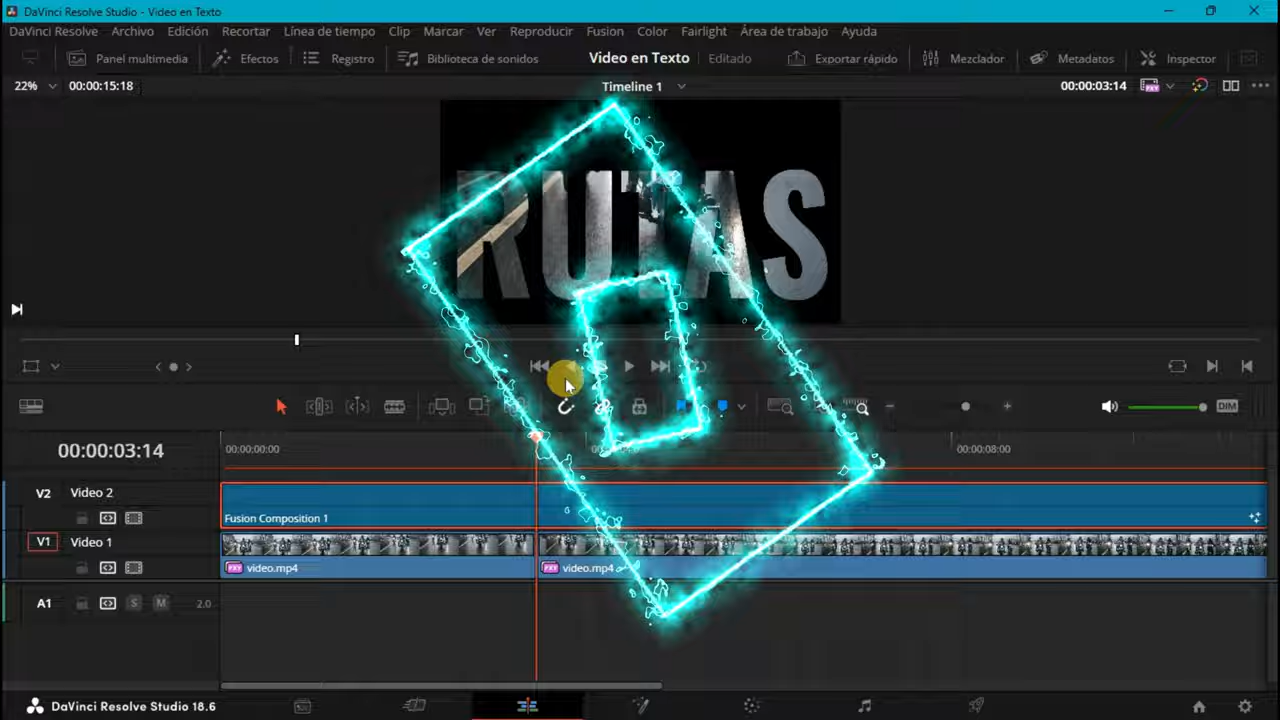 DaVinci Resolve Studio - Video en Texto
DaVinci Resolve Archivo Edición Recortar Línea de tiempo Clip Marcar Ver Reproducir Fusion Color Fairlight Área de trabajo Ayuda
Panel multimedia Efectos Registro Biblioteca de sonidos Video en Texto Editado Exportar rápido Mezclador Metadatos Inspector
22% 00:00:15:18 Timeline 1 00:00:03:14
RUTAS
DIM
00:00:03:14 00:00:00:00 00:00:08:00
V2 Video 2
Fusion Composition 1
V1 Video 1
video.mp4 video.mp4
A1 S M 2.0
DaVinci Resolve Studio 18.6